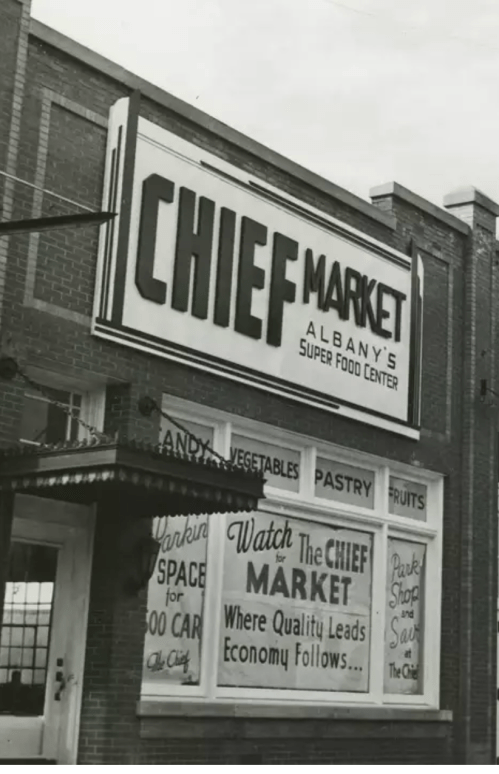 CHIEF
MARKET
ALBANY'S
SUPER FOOD CENTER
VEGETABLES
PASTRY
FRUITS
Parkin
SPACE
for
The Chief
Watch for The CHIEF
MARKET
Where Quality Leads
Economy Follows...
Park
Shop
and
Save
at
The Chief